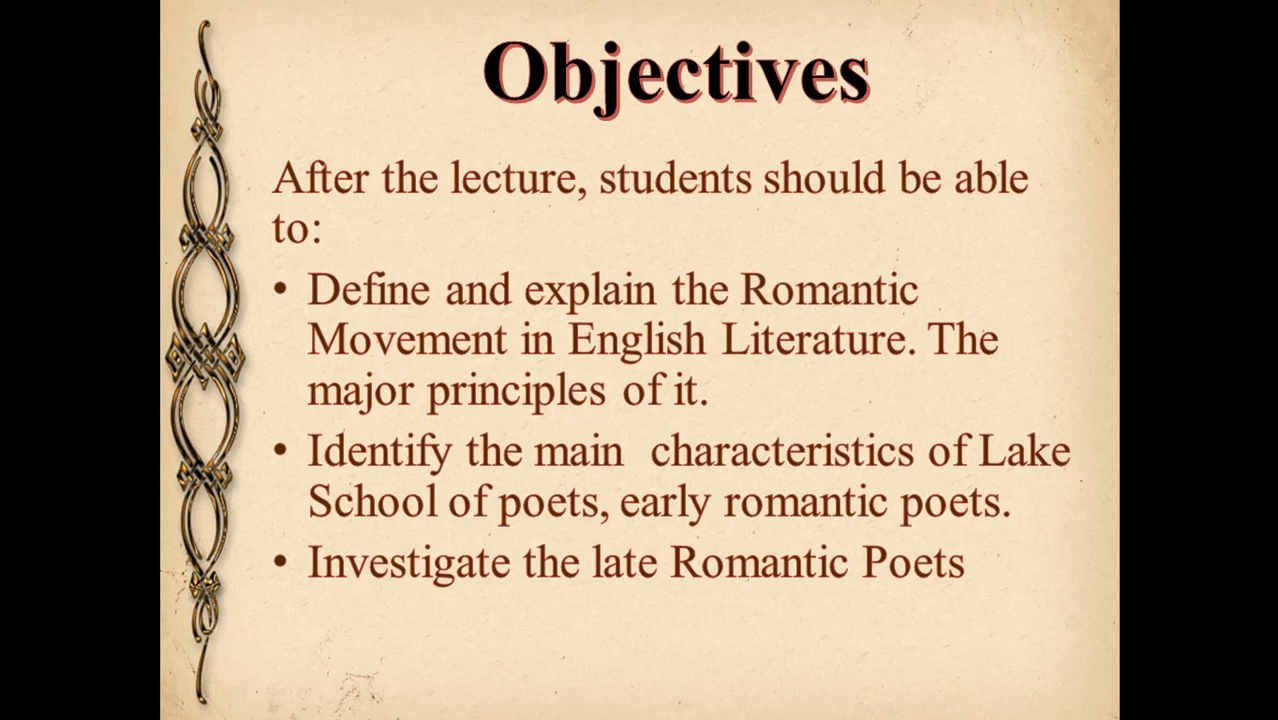 Objectives
After the lecture, students should be able
to:
• Define and explain the Romantic
Movement in English Literature. The
major principles of it.
• Identify the main  characteristics of Lake
School of poets, early romantic poets.
• Investigate the late Romantic Poets